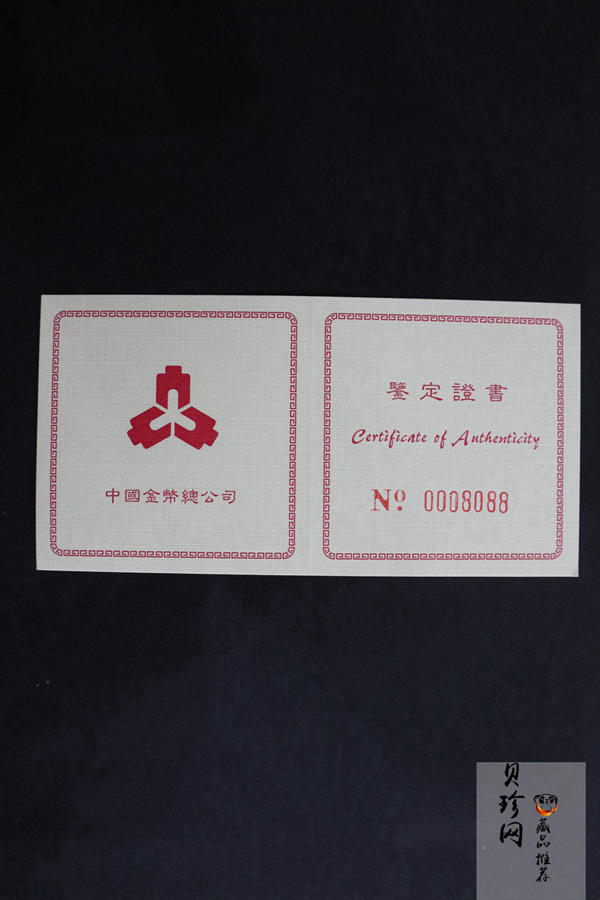 中國金幣總公司
鑒定證書
Certificate of Authenticity
Nº 0008088
贝珍网
藏品推荐